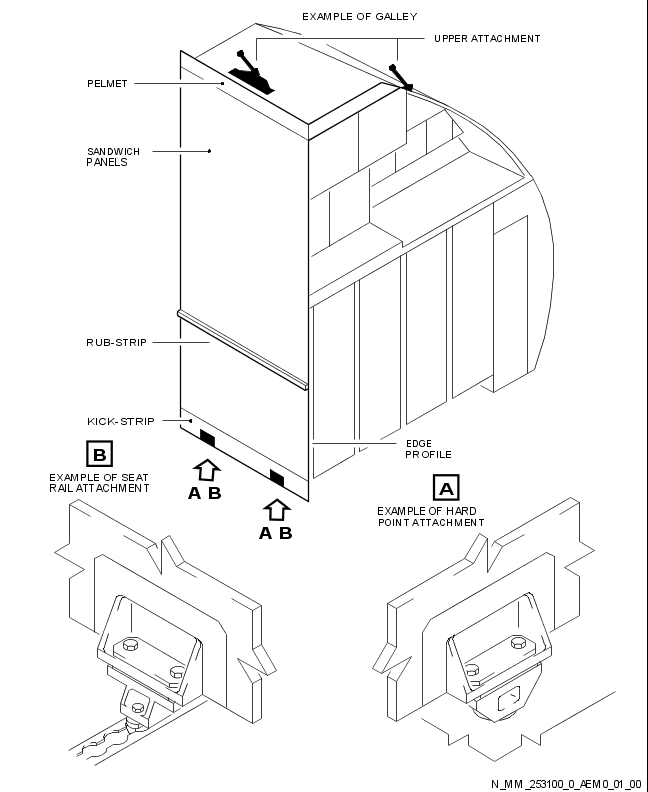 EXAMPLE OF GALLEY
UPPER ATTACHMENT
PELMET
SANDWICH
PANELS
RUB-STRIP
KICK-STRIP
EDGE
PROFILE
B
EXAMPLE OF SEAT
RAIL ATTACHMENT
A B
A B
A
EXAMPLE OF HARD
POINT ATTACHMENT
N_MM_253100_0_AEM0_01_00